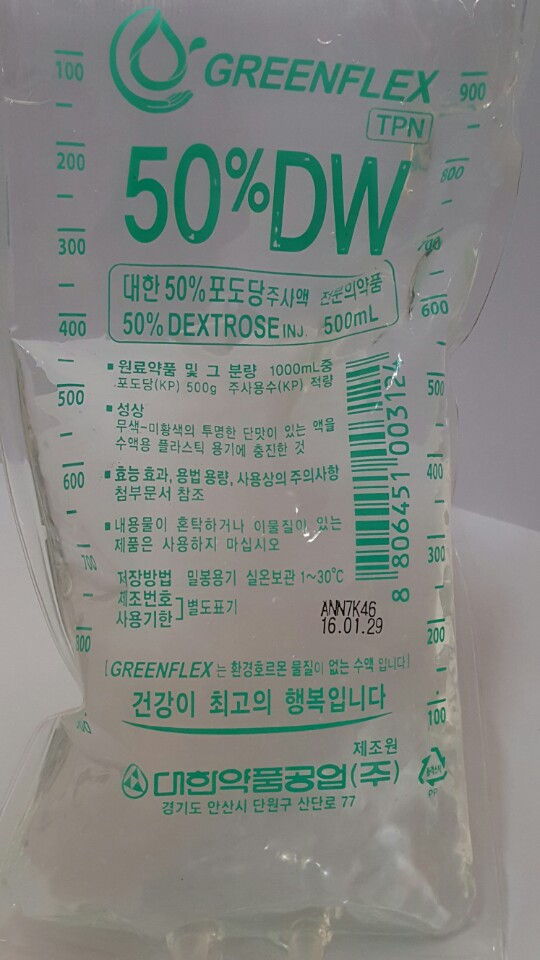 GREENFLEX
TPN
50%DW
대한 50% 포도당주사액 전문의약품
50% DEXTROSE INJ. 500mL
100
200
300
400
500
600
700
800
900
800
700
600
500
400
300
200
100
▪ 원료약품 및 그 분량 1000mL중
포도당(KP) 500g 주사용수(KP) 적량
▪ 성상
무색-미황색의 투명한 단맛이 있는 액을
수액용 플라스틱 용기에 충진한 것
▪ 효능 효과, 용법 용량, 사용상의 주의사항
첨부문서 참조
▪ 내용물이 혼탁하거나 이물질이 있는
제품은 사용하지 마십시오
저장방법 밀봉용기 실온보관 1~30℃
제조번호
사용기한 ]별도표기
ANN7K46
16.01.29
8 806451 003124
[GREENFLEX는 환경호르몬 물질이 없는 수액 입니다]
건강이 최고의 행복입니다
제조원
대한약품공업(주)
경기도 안산시 단원구 산단로 77